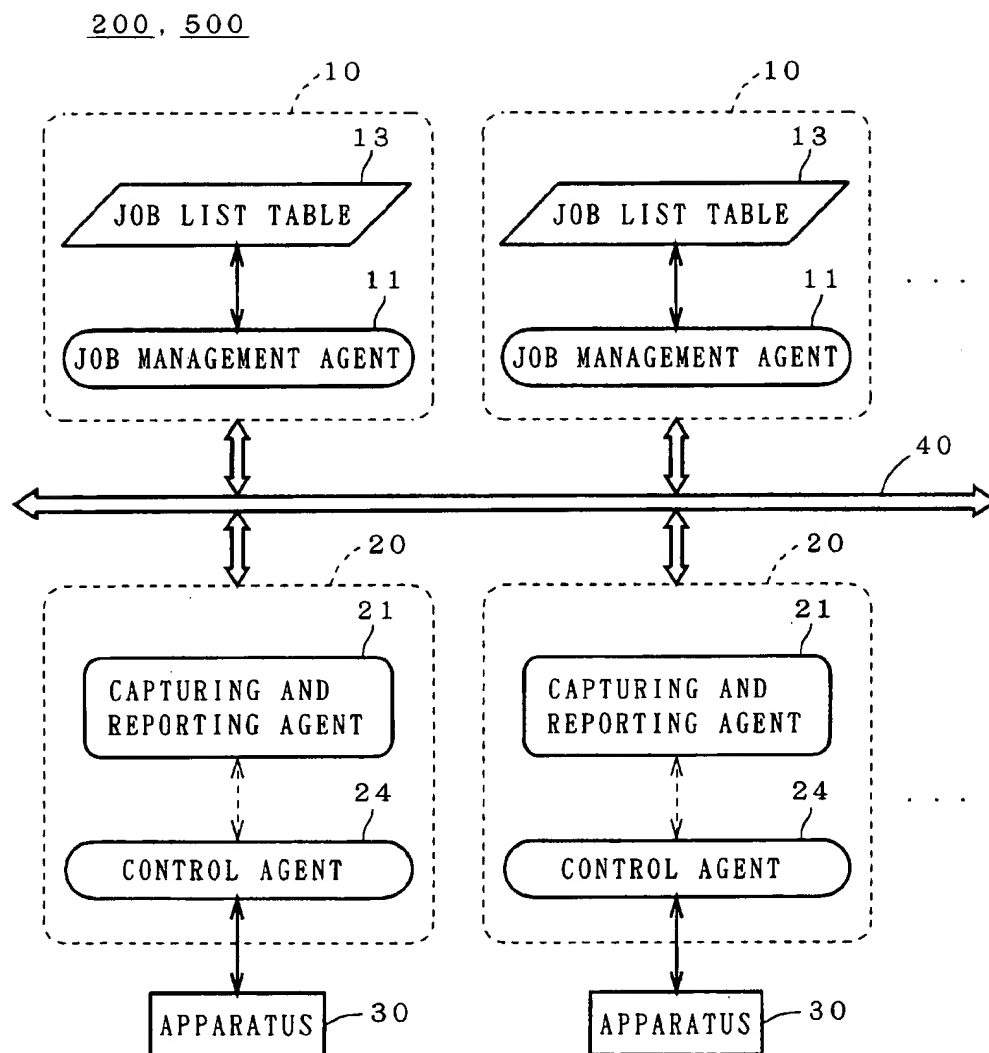 200, 500
10
10
13
13
JOB LIST TABLE
JOB LIST TABLE
11
11
. . .
JOB MANAGEMENT AGENT
JOB MANAGEMENT AGENT
40
20
20
21
21
CAPTURING AND
REPORTING AGENT
CAPTURING AND
REPORTING AGENT
24
24
. . .
CONTROL AGENT
CONTROL AGENT
APPARATUS
30
APPARATUS
30